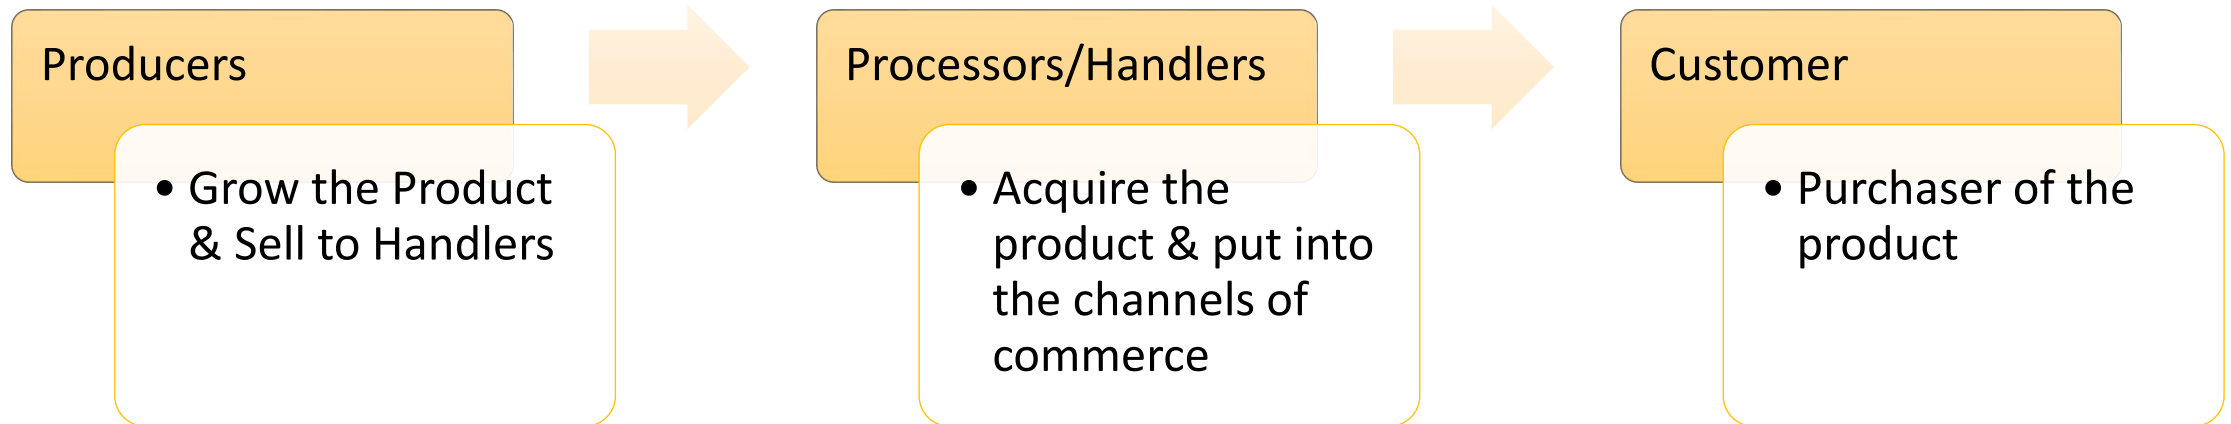 Producers
• Grow the Product
& Sell to Handlers
Processors/Handlers
• Acquire the
product & put into
the channels of
commerce
Customer
• Purchaser of the
product